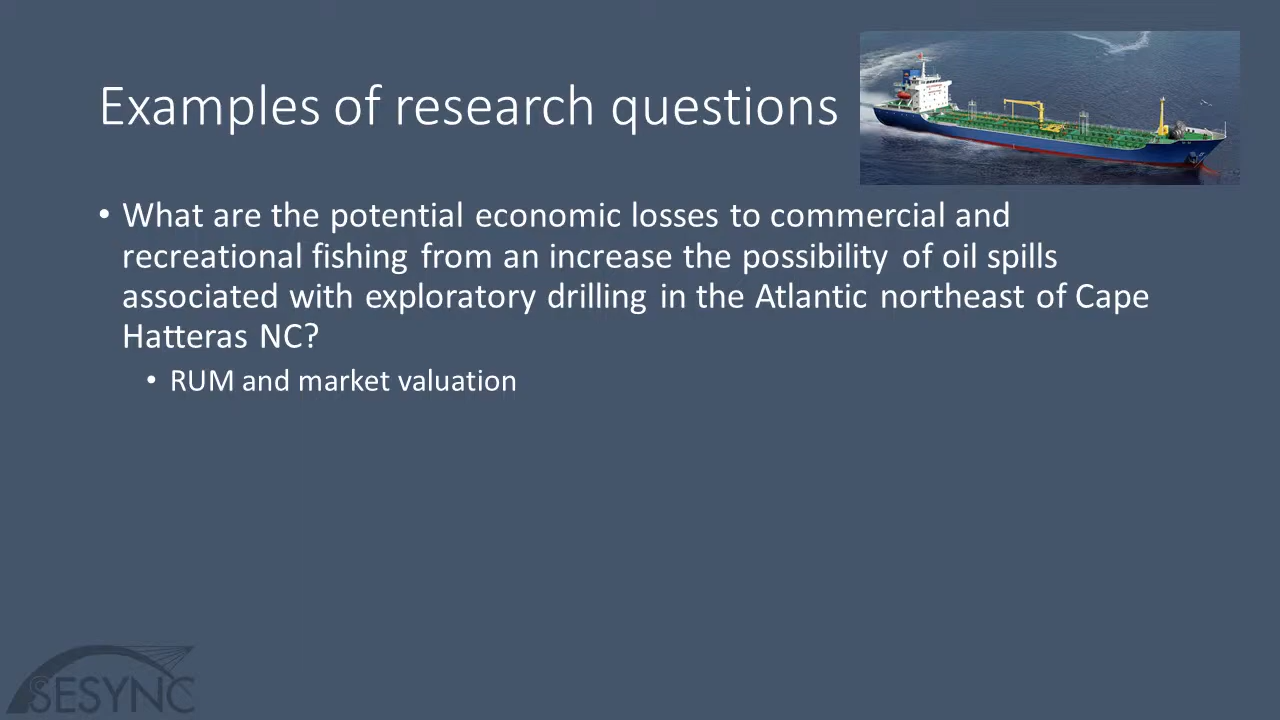 Examples of research questions
• What are the potential economic losses to commercial and
recreational fishing from an increase the possibility of oil spills
associated with exploratory drilling in the Atlantic northeast of Cape
Hatteras NC?
• RUM and market valuation
SESYNC